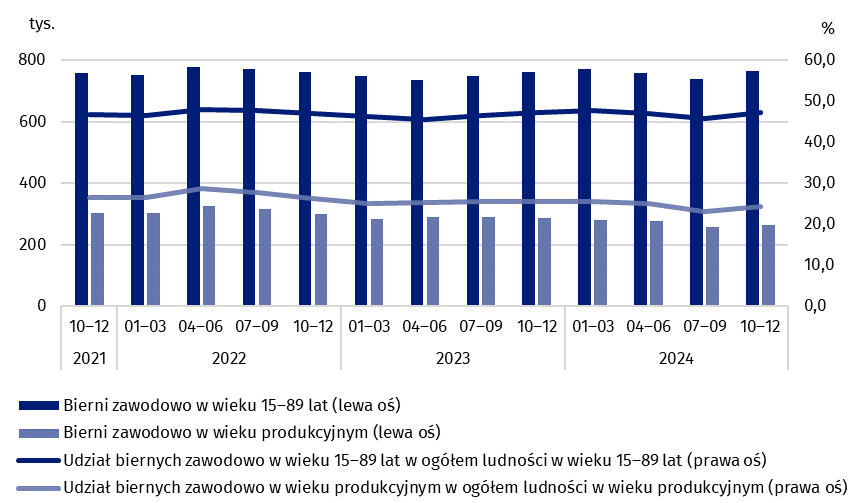 tys.
%
800 60,0
50,0
600
40,0
400 30,0
20,0
200
10,0
0 0,0
10–12 01–03 04–06 07–09 10–12 01–03 04–06 07–09 10–12 01–03 04–06 07–09 10–12
2021 2022 2023 2024
Bierni zawodowo w wieku 15–89 lat (lewa oś)
Bierni zawodowo w wieku produkcyjnym (lewa oś)
Udział biernych zawodowo w wieku 15–89 lat w ogółem ludności w wieku 15–89 lat (prawa oś)
Udział biernych zawodowo w wieku produkcyjnym w ogółem ludności w wieku produkcyjnym (prawa oś)